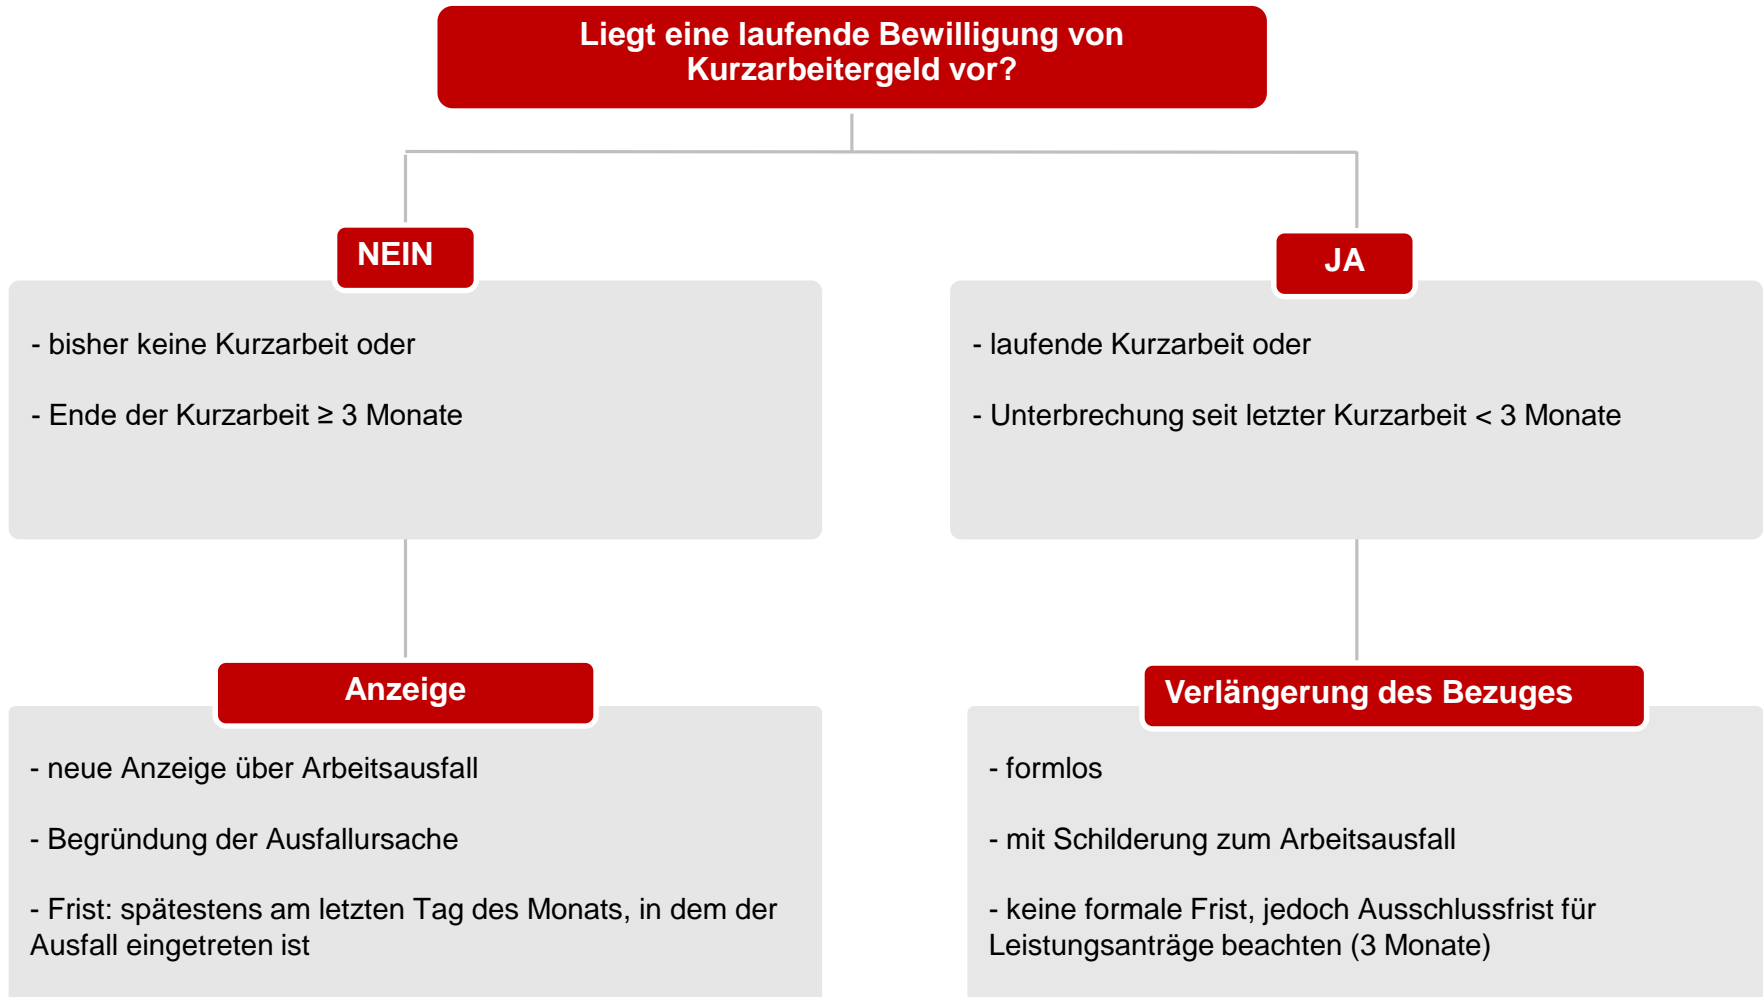 Liegt eine laufende Bewilligung von
Kurzarbeitergeld vor?
NEIN
- bisher keine Kurzarbeit oder
- Ende der Kurzarbeit ≥ 3 Monate
JA
- laufende Kurzarbeit oder
- Unterbrechung seit letzter Kurzarbeit < 3 Monate
Anzeige
- neue Anzeige über Arbeitsausfall
- Begründung der Ausfallursache
- Frist: spätestens am letzten Tag des Monats, in dem der
Ausfall eingetreten ist
Verlängerung des Bezuges
- formlos
- mit Schilderung zum Arbeitsausfall
- keine formale Frist, jedoch Ausschlussfrist für
Leistungsanträge beachten (3 Monate)